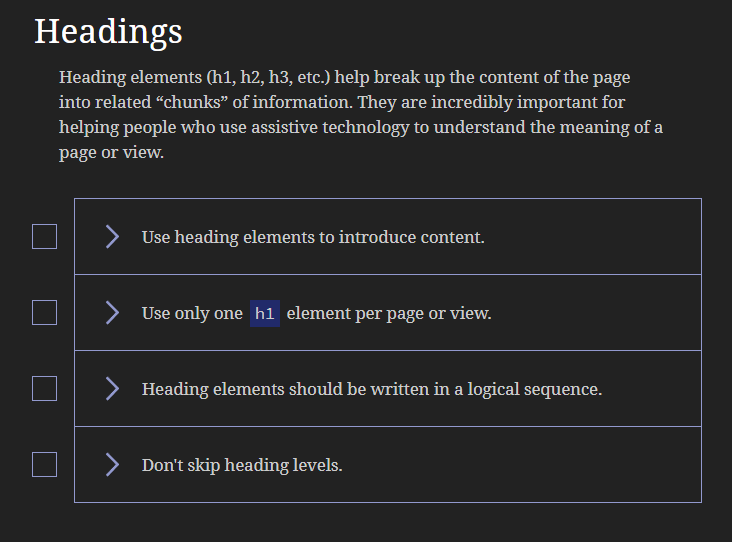 Headings
Heading elements (h1, h2, h3, etc.) help break up the content of the page
into related “chunks” of information. They are incredibly important for
helping people who use assistive technology to understand the meaning of a
page or view.
Use heading elements to introduce content.
Use only one h1 element per page or view.
Heading elements should be written in a logical sequence.
Don't skip heading levels.